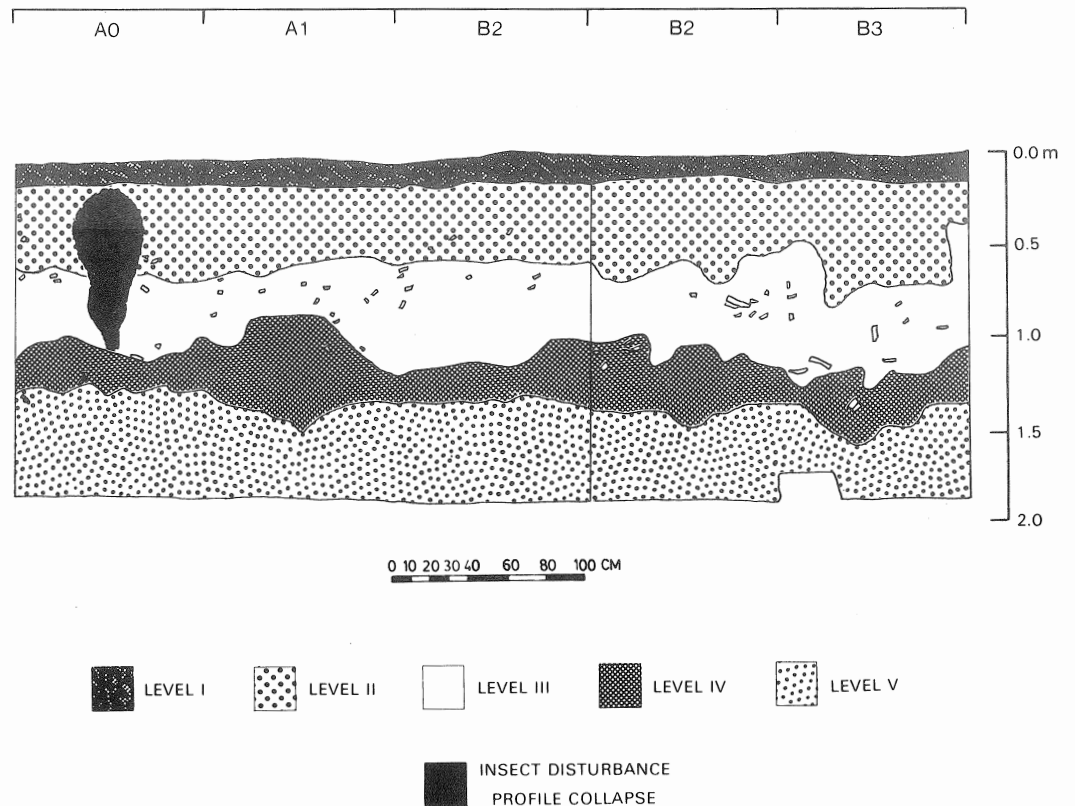 A0 A1 B2 B2 B3
0.0 m
0.5
1.0
1.5
2.0
0 10 20 30 40 60 80 100 CM
LEVEL I LEVEL II LEVEL III LEVEL IV LEVEL V
INSECT DISTURBANCE
PROFILE COLLAPSE